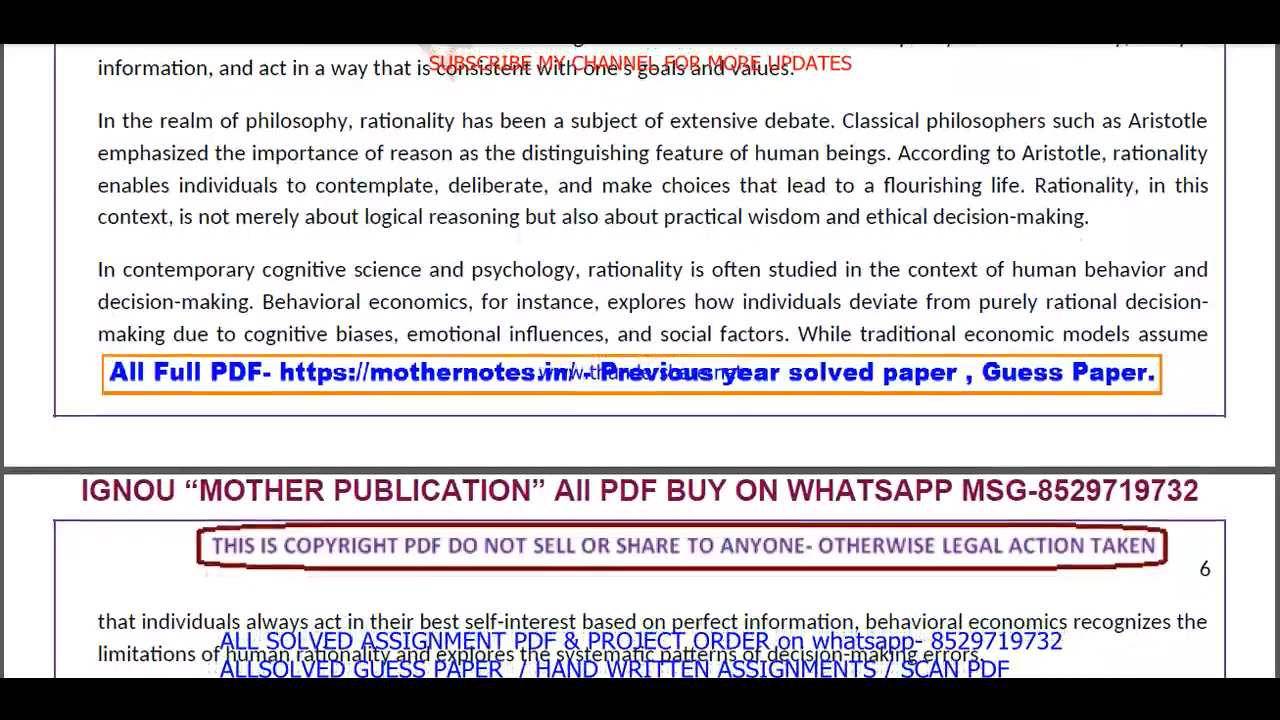 information, and act in a way that is consistent with one's goals and values.
SUBSCRIBE MY CHANNEL FOR MORE UPDATES
In the realm of philosophy, rationality has been a subject of extensive debate. Classical philosophers such as Aristotle
emphasized the importance of reason as the distinguishing feature of human beings. According to Aristotle, rationality
enables individuals to contemplate, deliberate, and make choices that lead to a flourishing life. Rationality, in this
context, is not merely about logical reasoning but also about practical wisdom and ethical decision-making.
In contemporary cognitive science and psychology, rationality is often studied in the context of human behavior and
decision-making. Behavioral economics, for instance, explores how individuals deviate from purely rational decision-
making due to cognitive biases, emotional influences, and social factors. While traditional economic models assume
All Full PDF- https://mothernotes.in/ - Previous year solved paper , Guess Paper.
IGNOU “MOTHER PUBLICATION” All PDF BUY ON WHATSAPP MSG-8529719732
THIS IS COPYRIGHT PDF DO NOT SELL OR SHARE TO ANYONE- OTHERWISE LEGAL ACTION TAKEN
6
that individuals always act in their best self-interest based on perfect information, behavioral economics recognizes the
ALL SOLVED ASSIGNMENT PDF & PROJECT ORDER on whatsapp- 8529719732
limitations of human rationality and explores the systematic patterns of decision-making errors.
ALLSOLVED GUESS PAPER / HAND WRITTEN ASSIGNMENTS / SCAN PDF